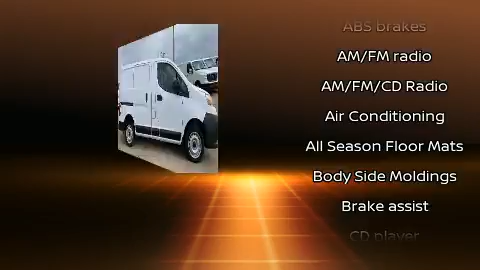 ABS brakes
AM/FM radio
AM/FM/CD Radio
Air Conditioning
All Season Floor Mats
Body Side Moldings
Brake assist
CD player